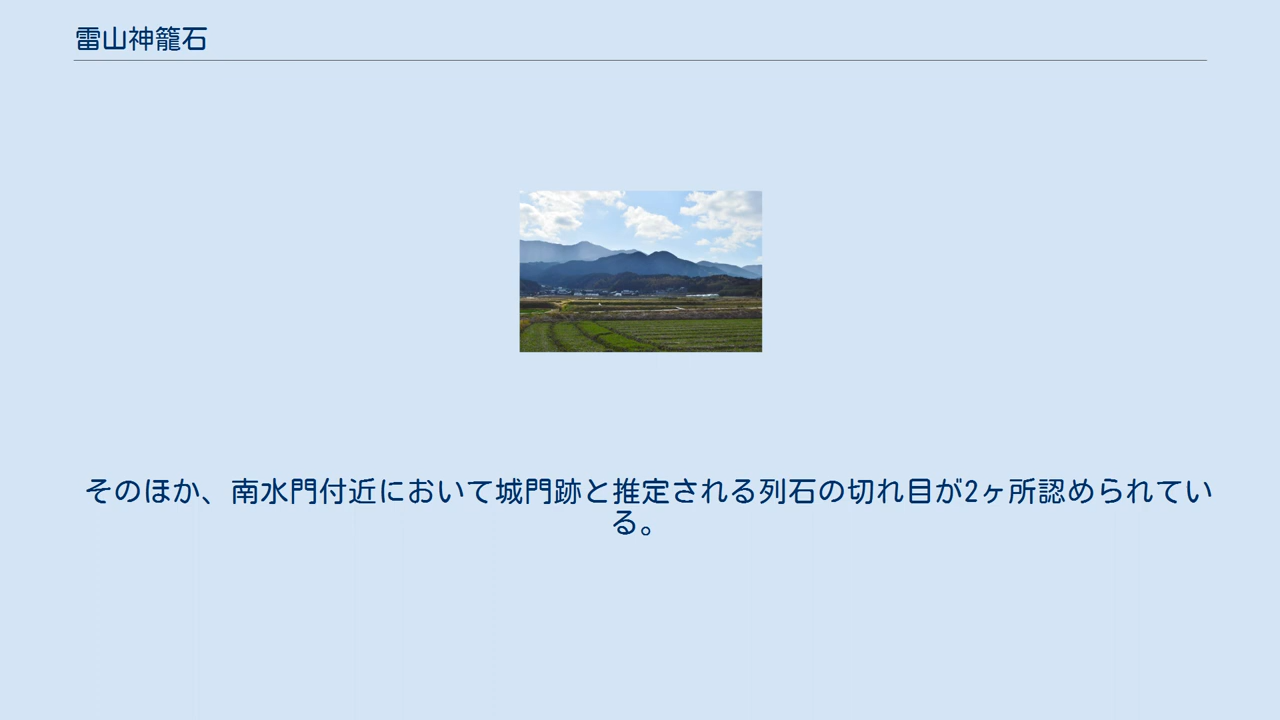 雷山神籠石
そのほか、南水門付近において城門跡と推定される列石の切れ目が2ヶ所認められてい
る。